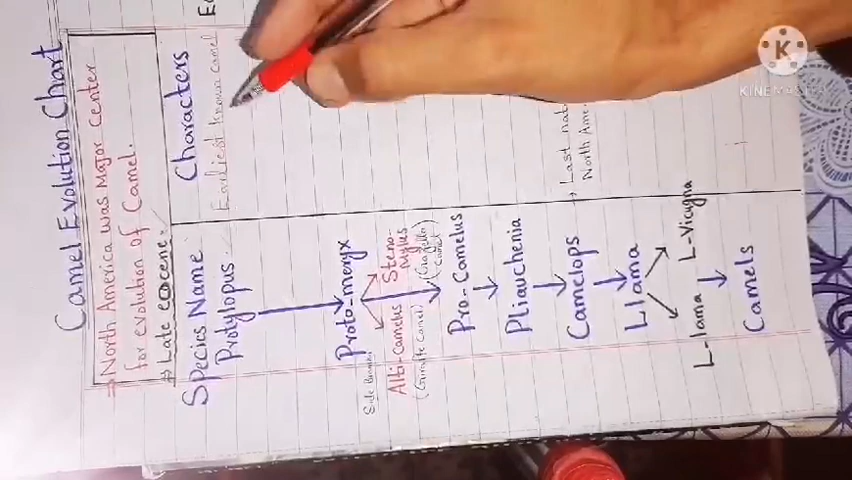 Camel Evolution Chart
⇒ North America was Major Center
for evolution of Camel.
⇒ Late eocene.
Species Name
Characters
Protylopus
Earliest known camel
Proto-meryx
Side Branch
Albi-camelus
(Giraffe Camel)
Steno-
mylus
(Gazelle
Camel)
Pro-Camelus
Pliauchenia
Camelops
→ Last nat
North Ame
Llama
L-lama
L-Vicugna
Camels
KINEMASTER